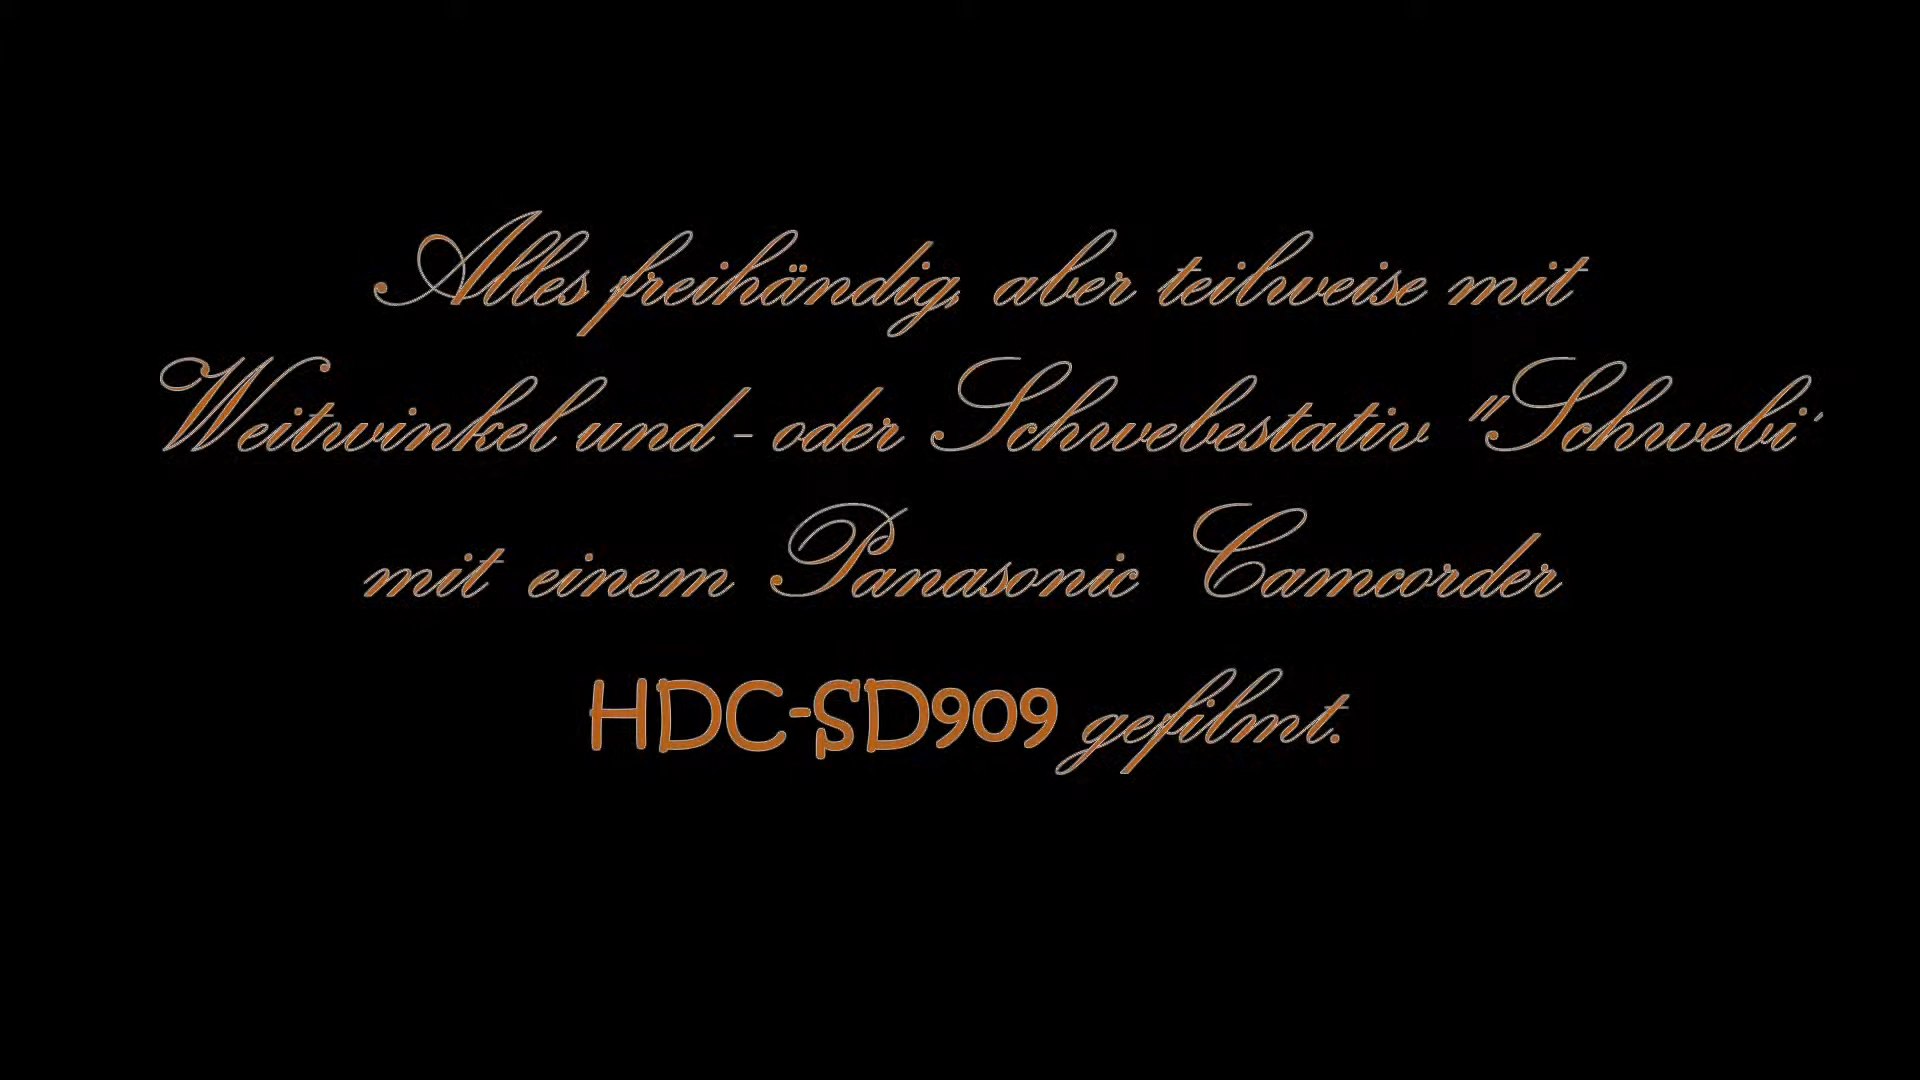 Alles freihändig, aber teilweise mit
Weitwinkel und - oder Schwebestativ "Schwebi"
mit einem Panasonic Camcorder
HDC-SD909 gefilmt.